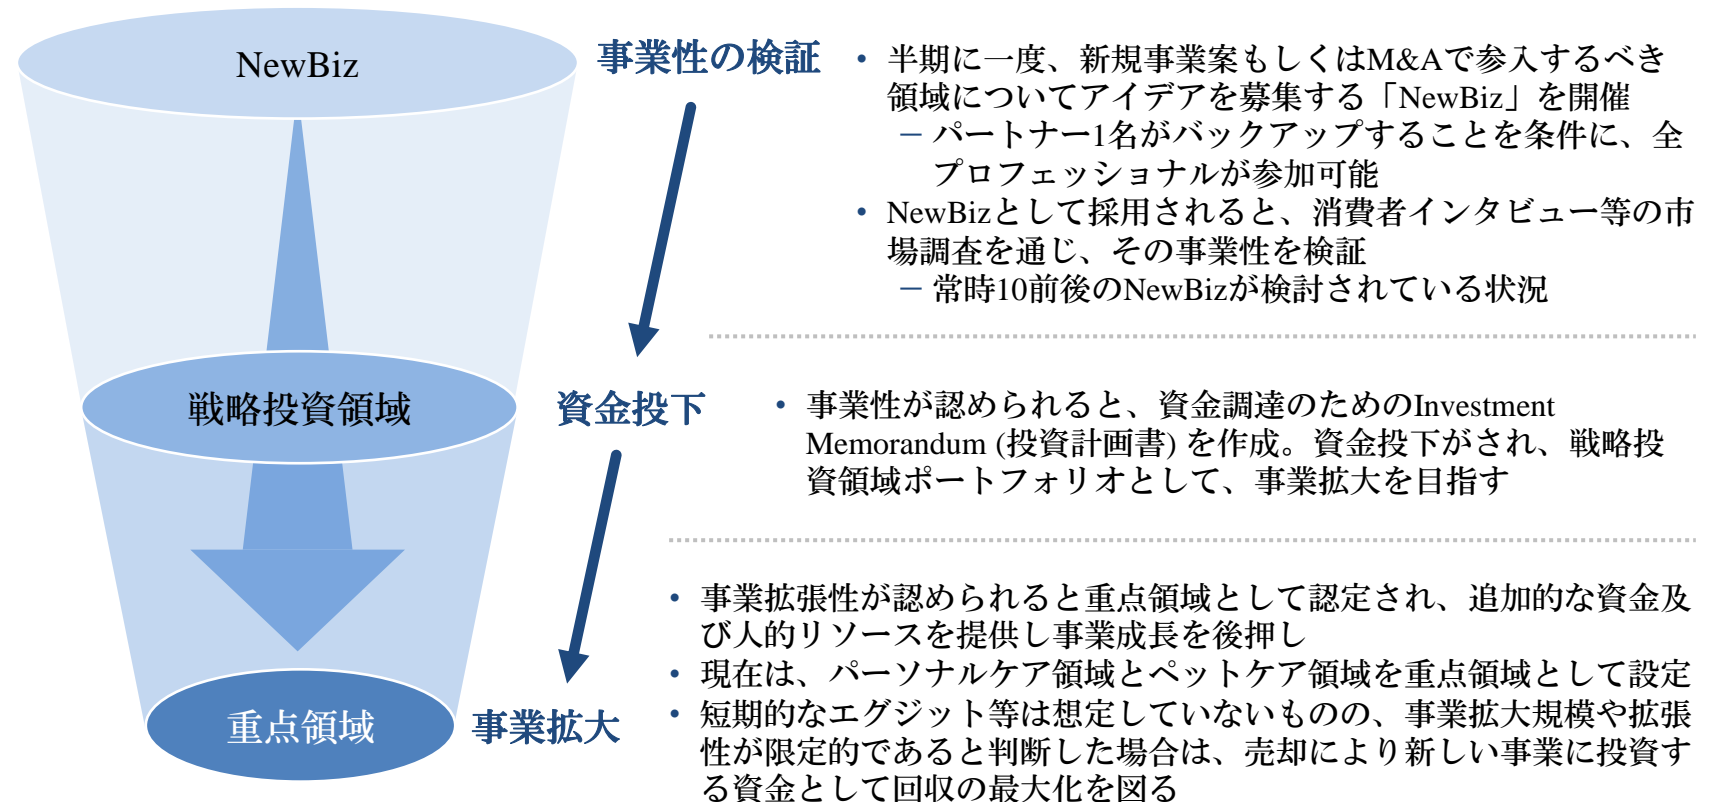 NewBiz
事業性の検証
• 半期に一度、新規事業案もしくはM&Aで参入するべき
領域についてアイデアを募集する「NewBiz」を開催
– パートナー1名がバックアップすることを条件に、全
プロフェッショナルが参加可能
• NewBizとして採用されると、消費者インタビュー等の市
場調査を通じ、その事業性を検証
– 常時10前後のNewBizが検討されている状況
戦略投資領域
資金投下
• 事業性が認められると、資金調達のためのInvestment
Memorandum (投資計画書) を作成。資金投下がされ、戦略投
資領域ポートフォリオとして、事業拡大を目指す
重点領域
事業拡大
• 事業拡張性が認められると重点領域として認定され、追加的な資金及
び人的リソースを提供し事業成長を後押し
• 現在は、パーソナルケア領域とペットケア領域を重点領域として設定
• 短期的なエグジット等は想定していないものの、事業拡大規模や拡張
性が限定的であると判断した場合は、売却により新しい事業に投資す
る資金として回収の最大化を図る